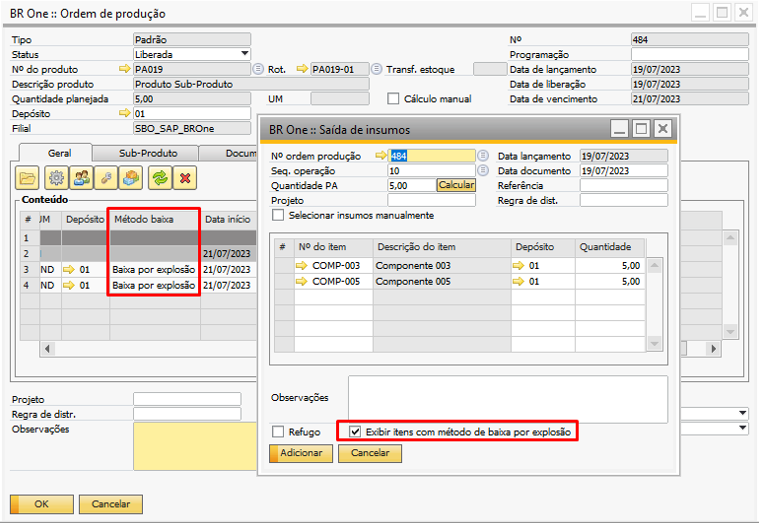 BR One :: Ordem de produção
Tipo Padrão Nº 484
Status Liberada Programação
Nº do produto PA019 Rot. PA019-01 Transf. estoque Data de lançamento 19/07/2023
Descrição produto Produto Sub-Produto Data de liberação 19/07/2023
Quantidade planejada 5,00 UM Cálculo manual Data de vencimento 21/07/2023
Depósito 01
Filial SBO_SAP_BROne
Geral Sub-Produto Docum
Conteúdo
# JM Depósito Método baixa Data início
1
2 21/07/2023
3 ND 01 Baixa por explosão 21/07/2023
4 ND 01 Baixa por explosão 21/07/2023
Projeto
Regra de distr.
Observações
OK Cancelar
BR One :: Saída de insumos
Nº ordem produção 484 Data lançamento 19/07/2023
Seq. operação 10 Data documento 19/07/2023
Quantidade PA 5,00 Calcular Referência
Projeto Regra de dist.
Selecionar insumos manualmente
# Nº do item Descrição do item Depósito Quantidade
COMP-003 Componente 003 01 5,00
COMP-005 Componente 005 01 5,00
Observações
Refugo Exibir itens com método de baixa por explosão
Adicionar Cancelar